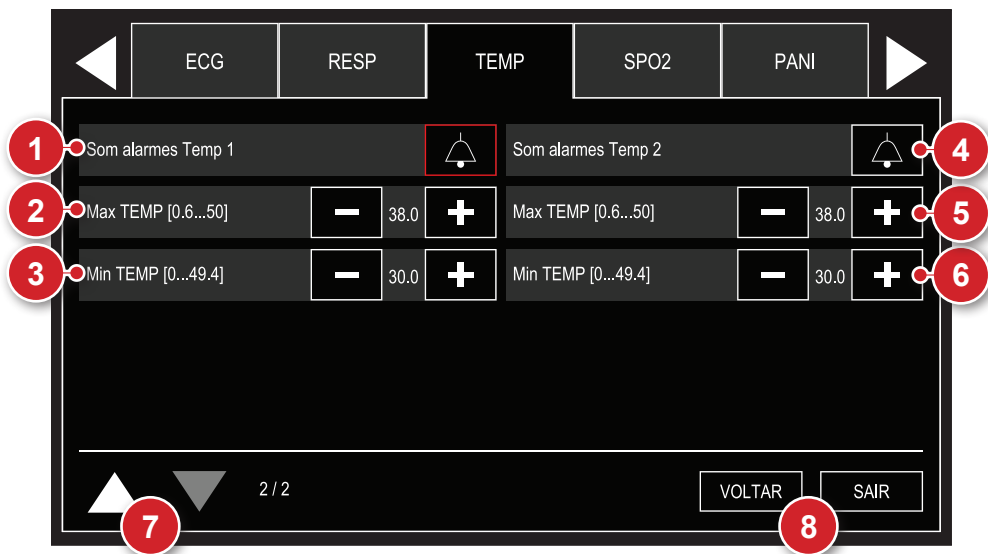 ECG RESP TEMP SPO2 PANI
1 Som alarmes Temp 1 Som alarmes Temp 2 4
2 Max TEMP [0.6...50] − 38.0 + Max TEMP [0.6...50] − 38.0 + 5
3 Min TEMP [0...49.4] − 30.0 + Min TEMP [0...49.4] − 30.0 + 6
2 / 2 VOLTAR SAIR
7 8